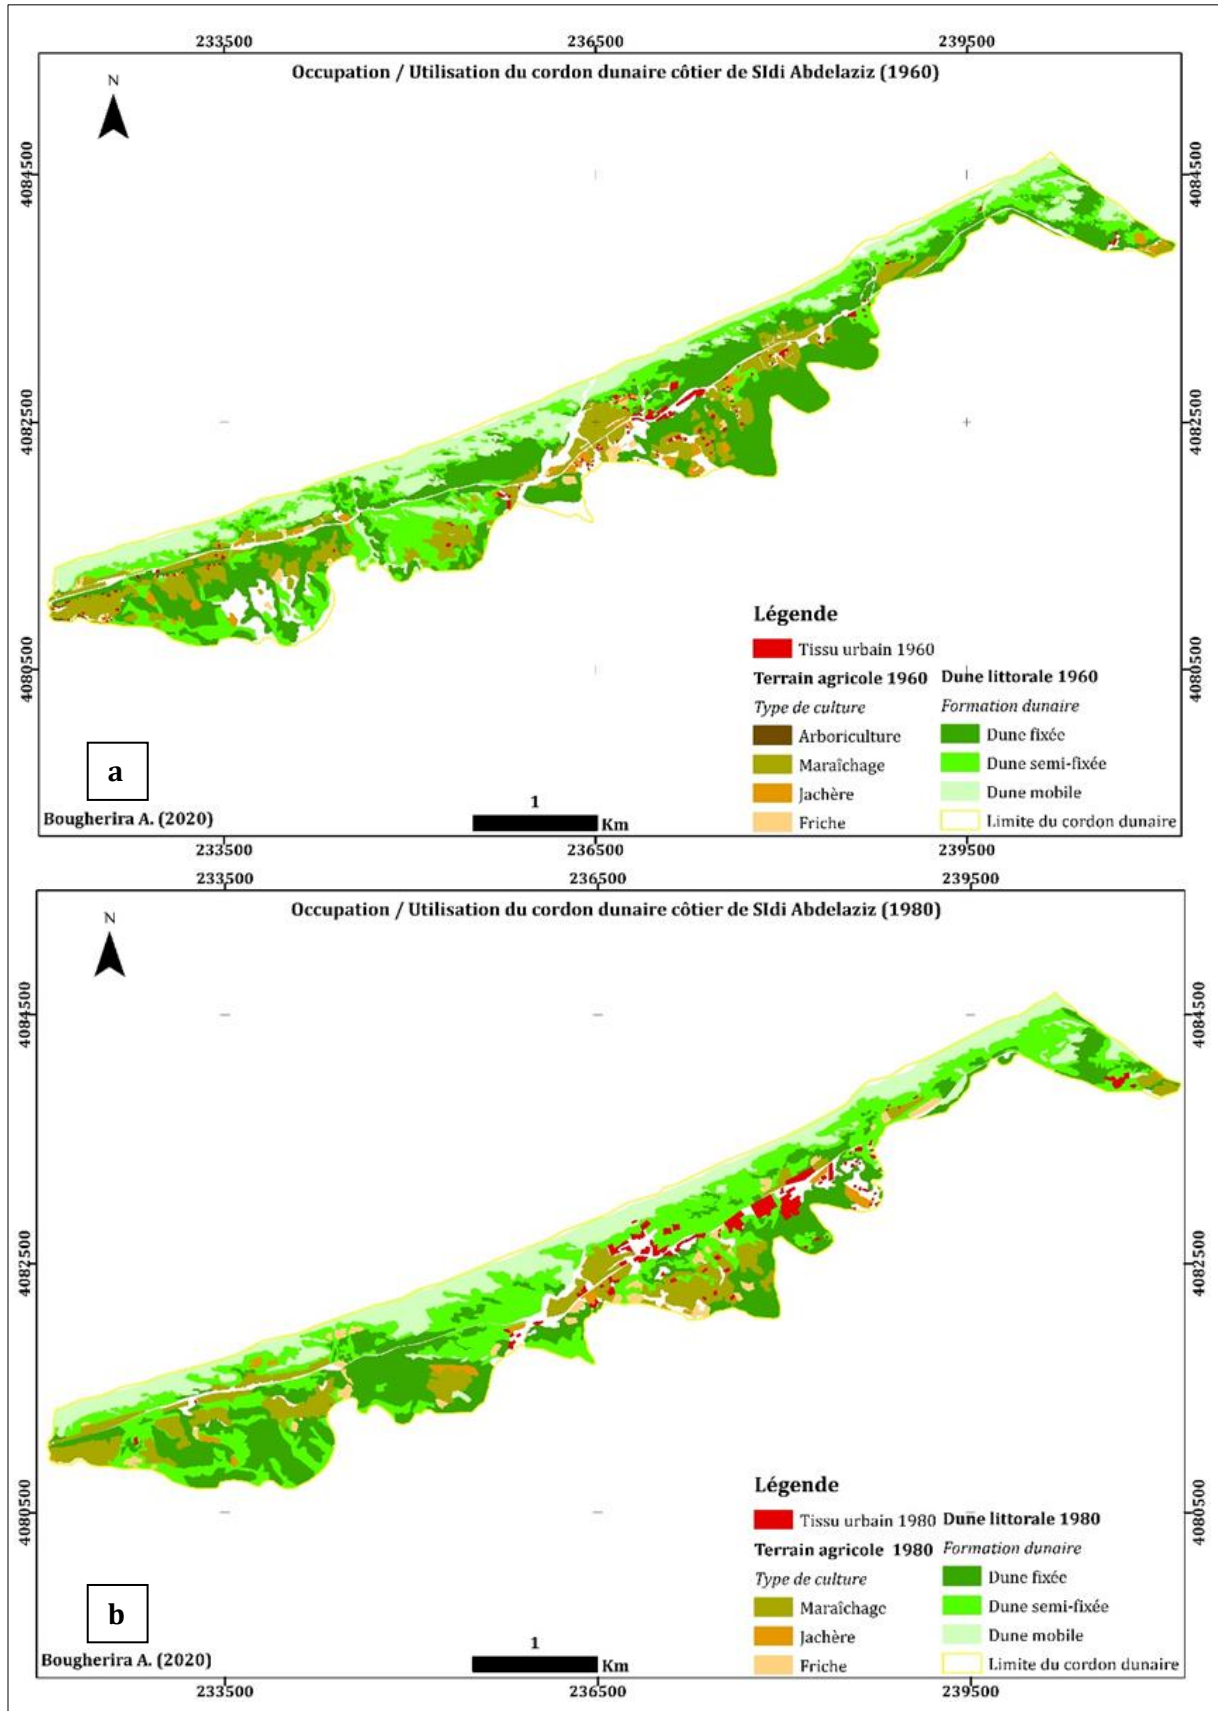 233500 236500 239500
Occupation / Utilisation du cordon dunaire côtier de SIdi Abdelaziz (1960)
N
4084500 4084500
4082500 4082500
4080500 4080500
Légende
Tissu urbain 1960
Terrain agricole 1960 Dune littorale 1960
Type de culture Formation dunaire
Arboriculture Dune fixée
Maraîchage Dune semi-fixée
Jachère Dune mobile
Friche Limite du cordon dunaire
a
1
Km
Bougherira A. (2020)
233500 236500 239500
233500 236500 239500
Occupation / Utilisation du cordon dunaire côtier de SIdi Abdelaziz (1980)
N
4084500 4084500
4082500 4082500
4080500 4080500
Légende
Tissu urbain 1980 Dune littorale 1980
Terrain agricole 1980 Formation dunaire
Type de culture Dune fixée
Maraîchage Dune semi-fixée
Jachère Dune mobile
Friche Limite du cordon dunaire
b
1
Km
Bougherira A. (2020)
233500 236500 239500